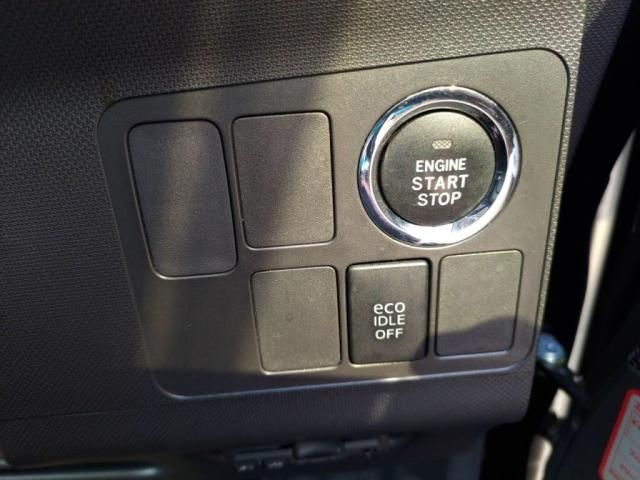 ENGINE
START
STOP
eco
IDLE
OFF